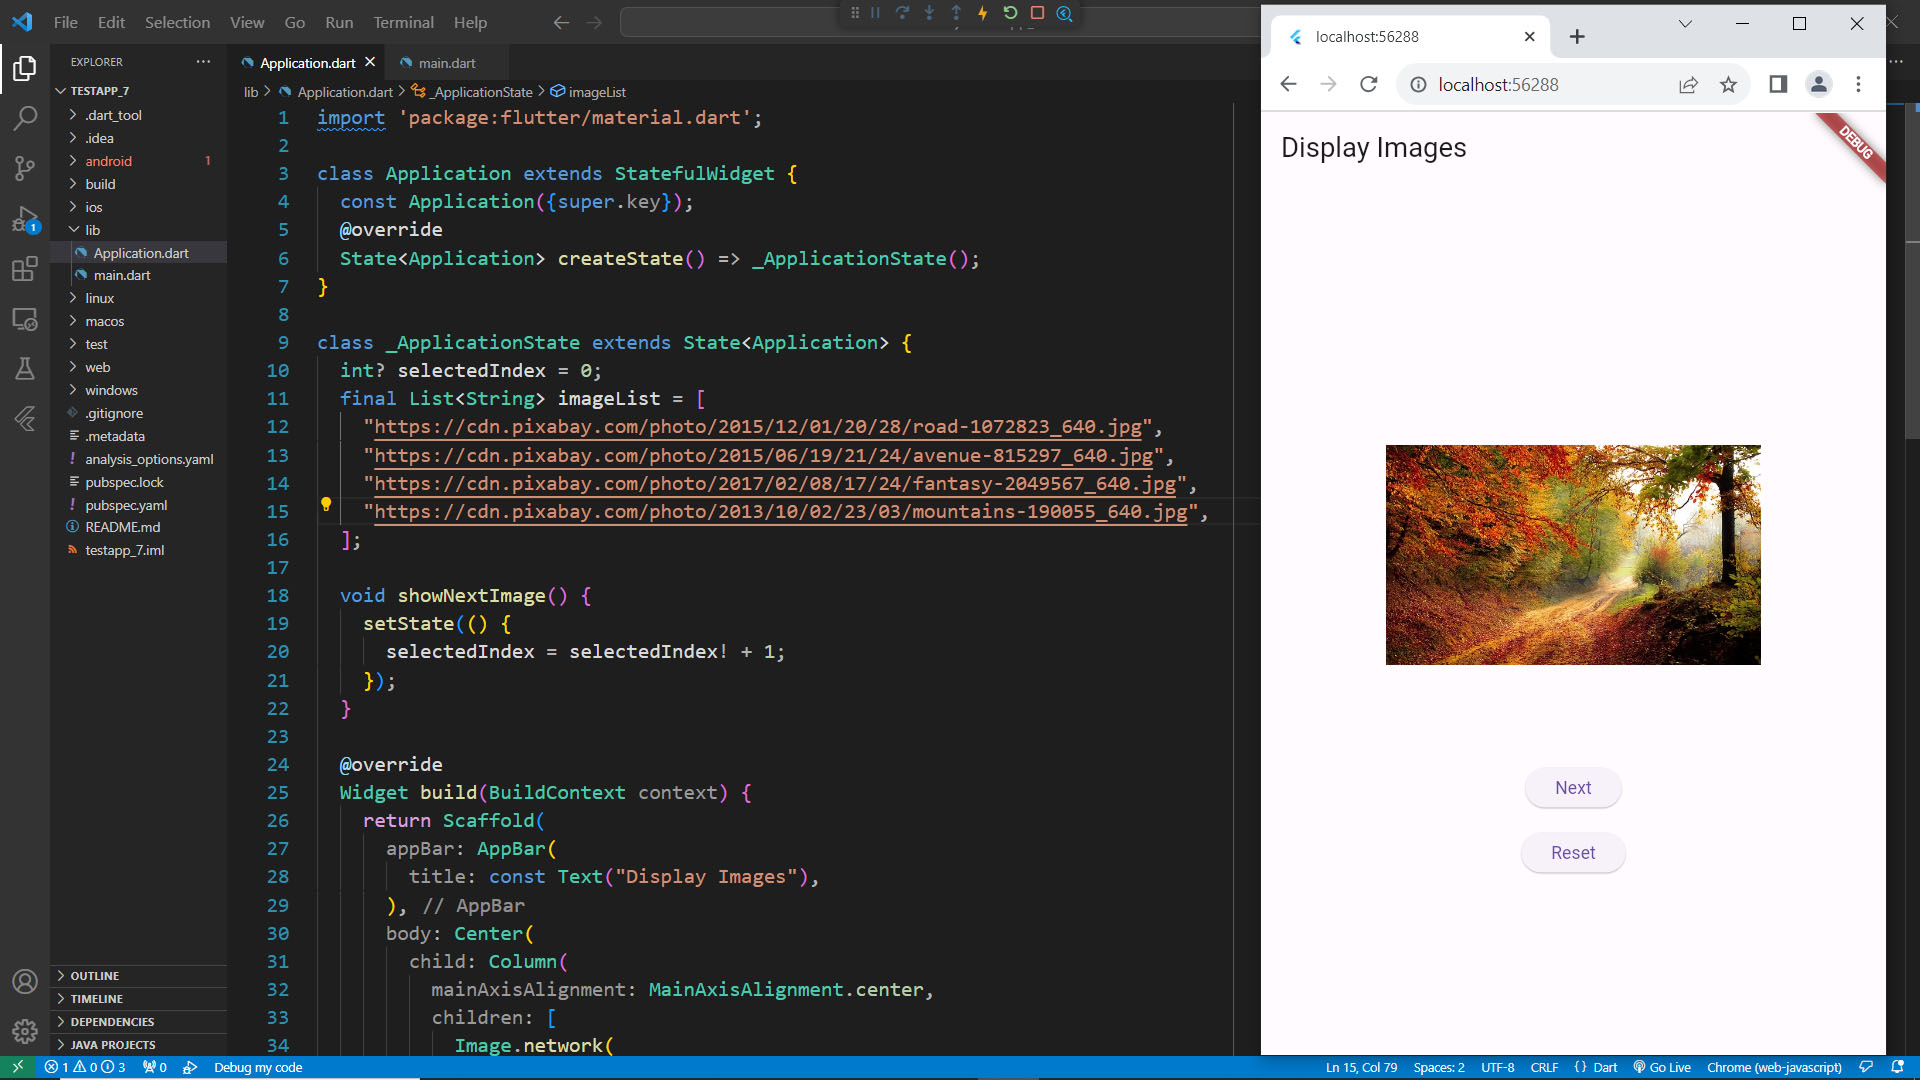 File Edit Selection View Go Run Terminal Help
EXPLORER
TESTAPP_7
.dart_tool
.idea
android 1
build
ios
lib
Application.dart
main.dart
linux
macos
test
web
windows
.gitignore
.metadata
! analysis_options.yaml
pubspec.lock
! pubspec.yaml
README.md
testapp_7.iml
OUTLINE
TIMELINE
DEPENDENCIES
JAVA PROJECTS
1
Application.dart
main.dart
lib > Application.dart > _ApplicationState > imageList
1 import 'package:flutter/material.dart';
2
3 class Application extends StatefulWidget {
4 const Application({super.key});
5 @override
6 State<Application> createState() => _ApplicationState();
7 }
8
9 class _ApplicationState extends State<Application> {
10 int? selectedIndex = 0;
11 final List<String> imageList = [
12 "https://cdn.pixabay.com/photo/2015/12/01/20/28/road-1072823_640.jpg",
13 "https://cdn.pixabay.com/photo/2015/06/19/21/24/avenue-815297_640.jpg",
14 "https://cdn.pixabay.com/photo/2017/02/08/17/24/fantasy-2049567_640.jpg",
15 "https://cdn.pixabay.com/photo/2013/10/02/23/03/mountains-190055_640.jpg",
16 ];
17
18 void showNextImage() {
19 setState(() {
20 selectedIndex = selectedIndex! + 1;
21 });
22 }
23
24 @override
25 Widget build(BuildContext context) {
26 return Scaffold(
27 appBar: AppBar(
28 title: const Text("Display Images"),
29 ), // AppBar
30 body: Center(
31 child: Column(
32 mainAxisAlignment: MainAxisAlignment.center,
33 children: [
34 Image.network(
localhost:56288
localhost:56288
Display Images
DEBUG
Next
Reset
1 0 3 0 Debug my code Ln 15, Col 79 Spaces: 2 UTF-8 CRLF {} Dart Go Live Chrome (web-javascript)